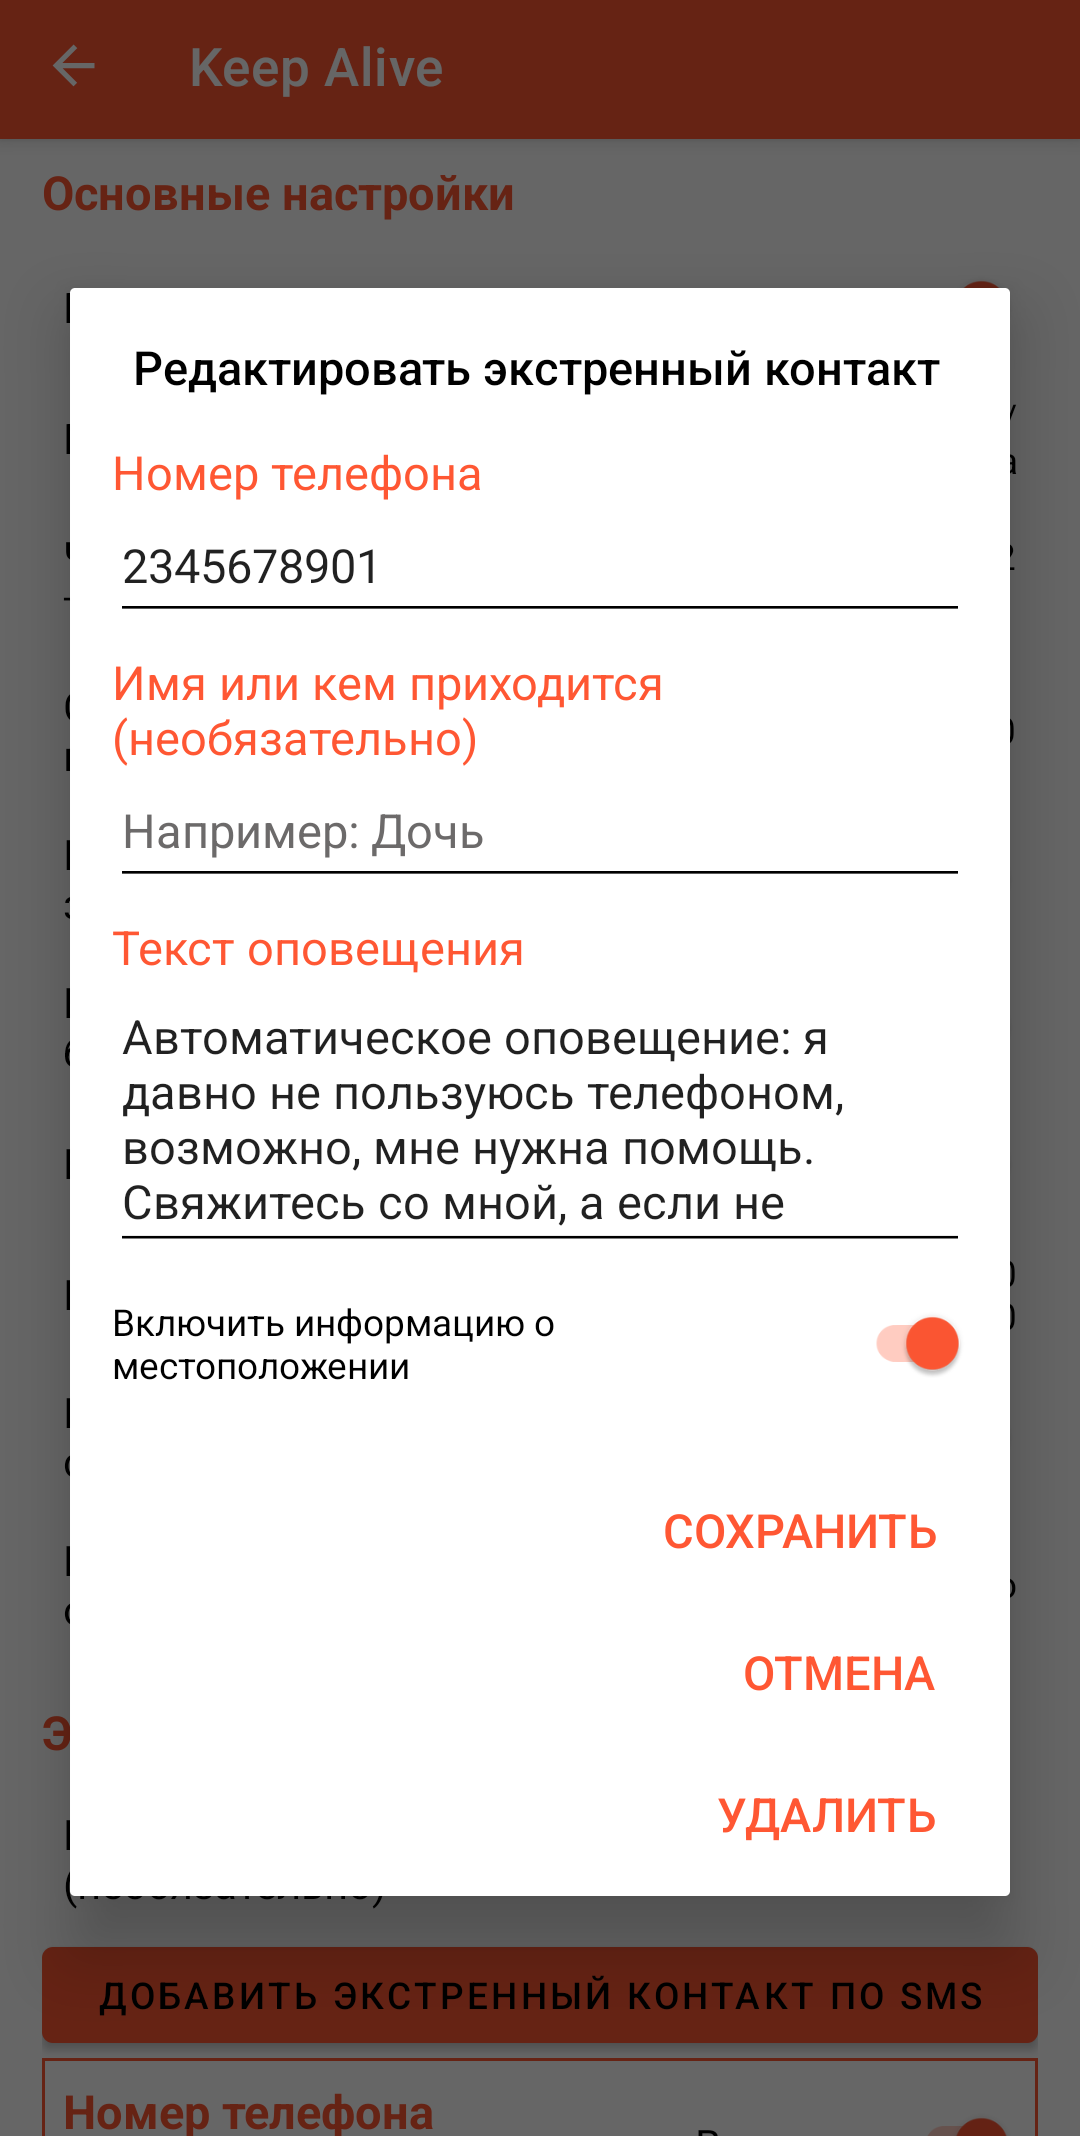 Keep Alive
Основные настройки
Редактировать экстренный контакт
Номер телефона
2345678901
Имя или кем приходится
(необязательно)
Например: Дочь
Текст оповещения
Автоматическое оповещение: я
давно не пользуюсь телефоном,
возможно, мне нужна помощь.
Свяжитесь со мной, а если не
Включить информацию о
местоположении
СОХРАНИТЬ
ОТМЕНА
УДАЛИТЬ
(необязательно)
ДОБАВИТЬ ЭКСТРЕННЫЙ КОНТАКТ ПО SMS
Номер телефона